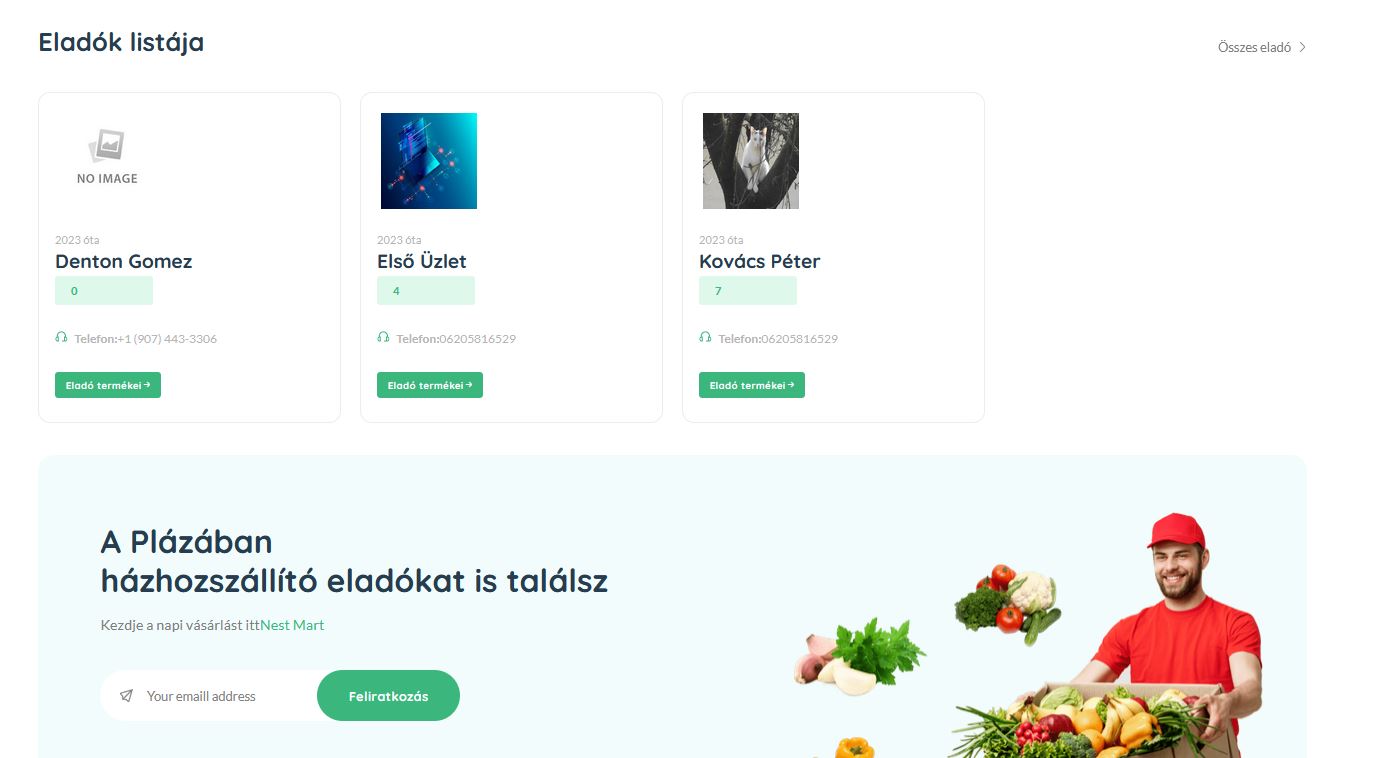 Eladók listája
Összes eladó
NO IMAGE
2023 óta
Denton Gomez
0
Telefon:+1 (907) 443-3306
Eladó termékei
2023 óta
Első Üzlet
4
Telefon:06205816529
Eladó termékei
2023 óta
Kovács Péter
7
Telefon:06205816529
Eladó termékei
A Plázában
házhozszállító eladókat is találsz
Kezdje a napi vásárlást ittNest Mart
Your emaill address
Feliratkozás